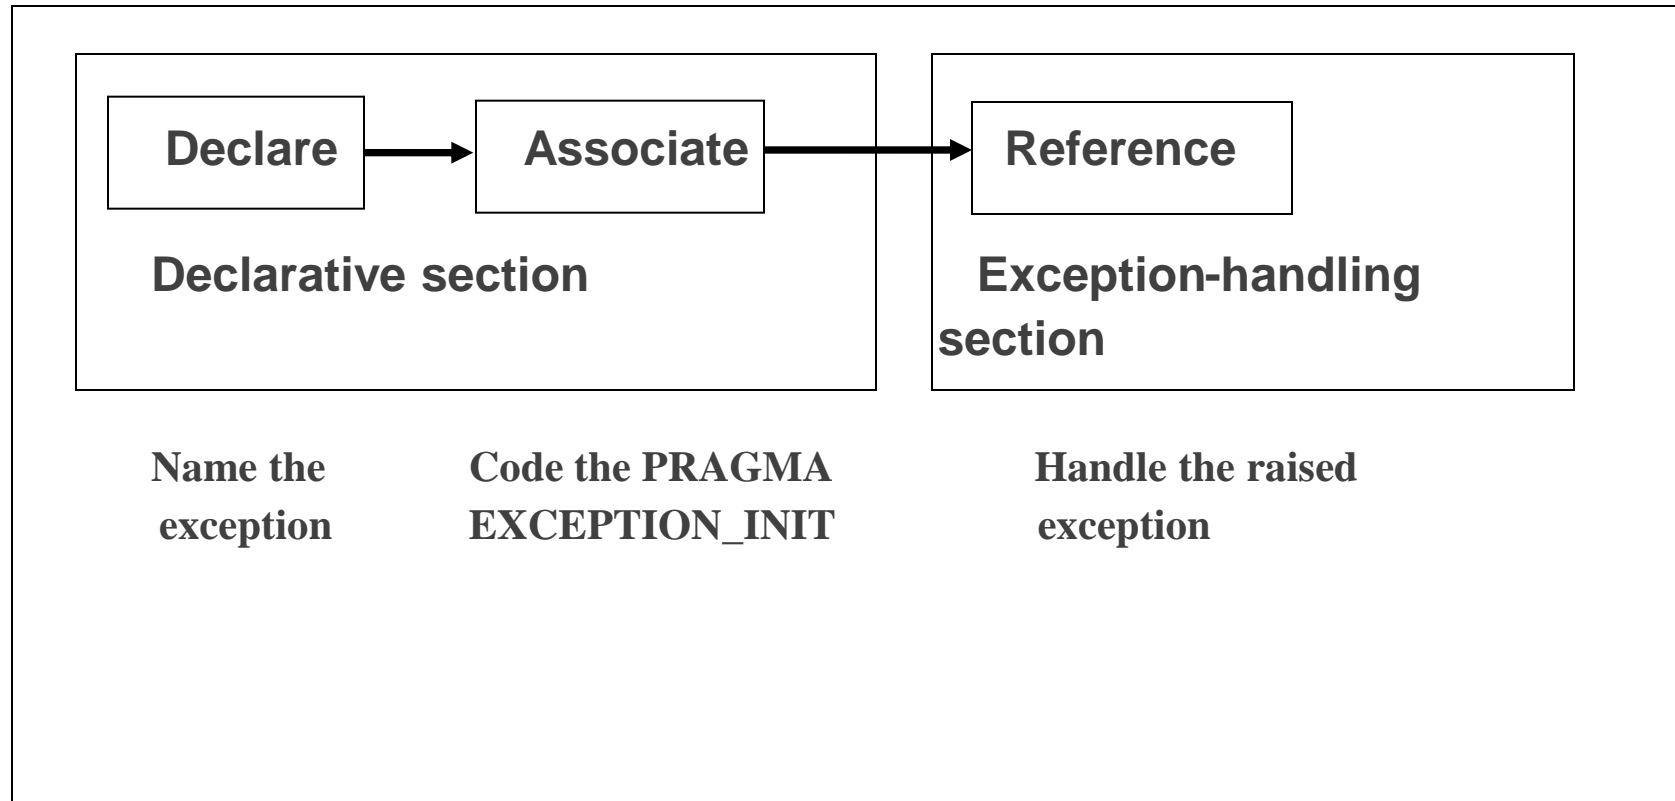 Declare
Associate
Reference
Declarative section
Exception-handling
section
Name the
exception
Code the PRAGMA
EXCEPTION_INIT
Handle the raised
exception